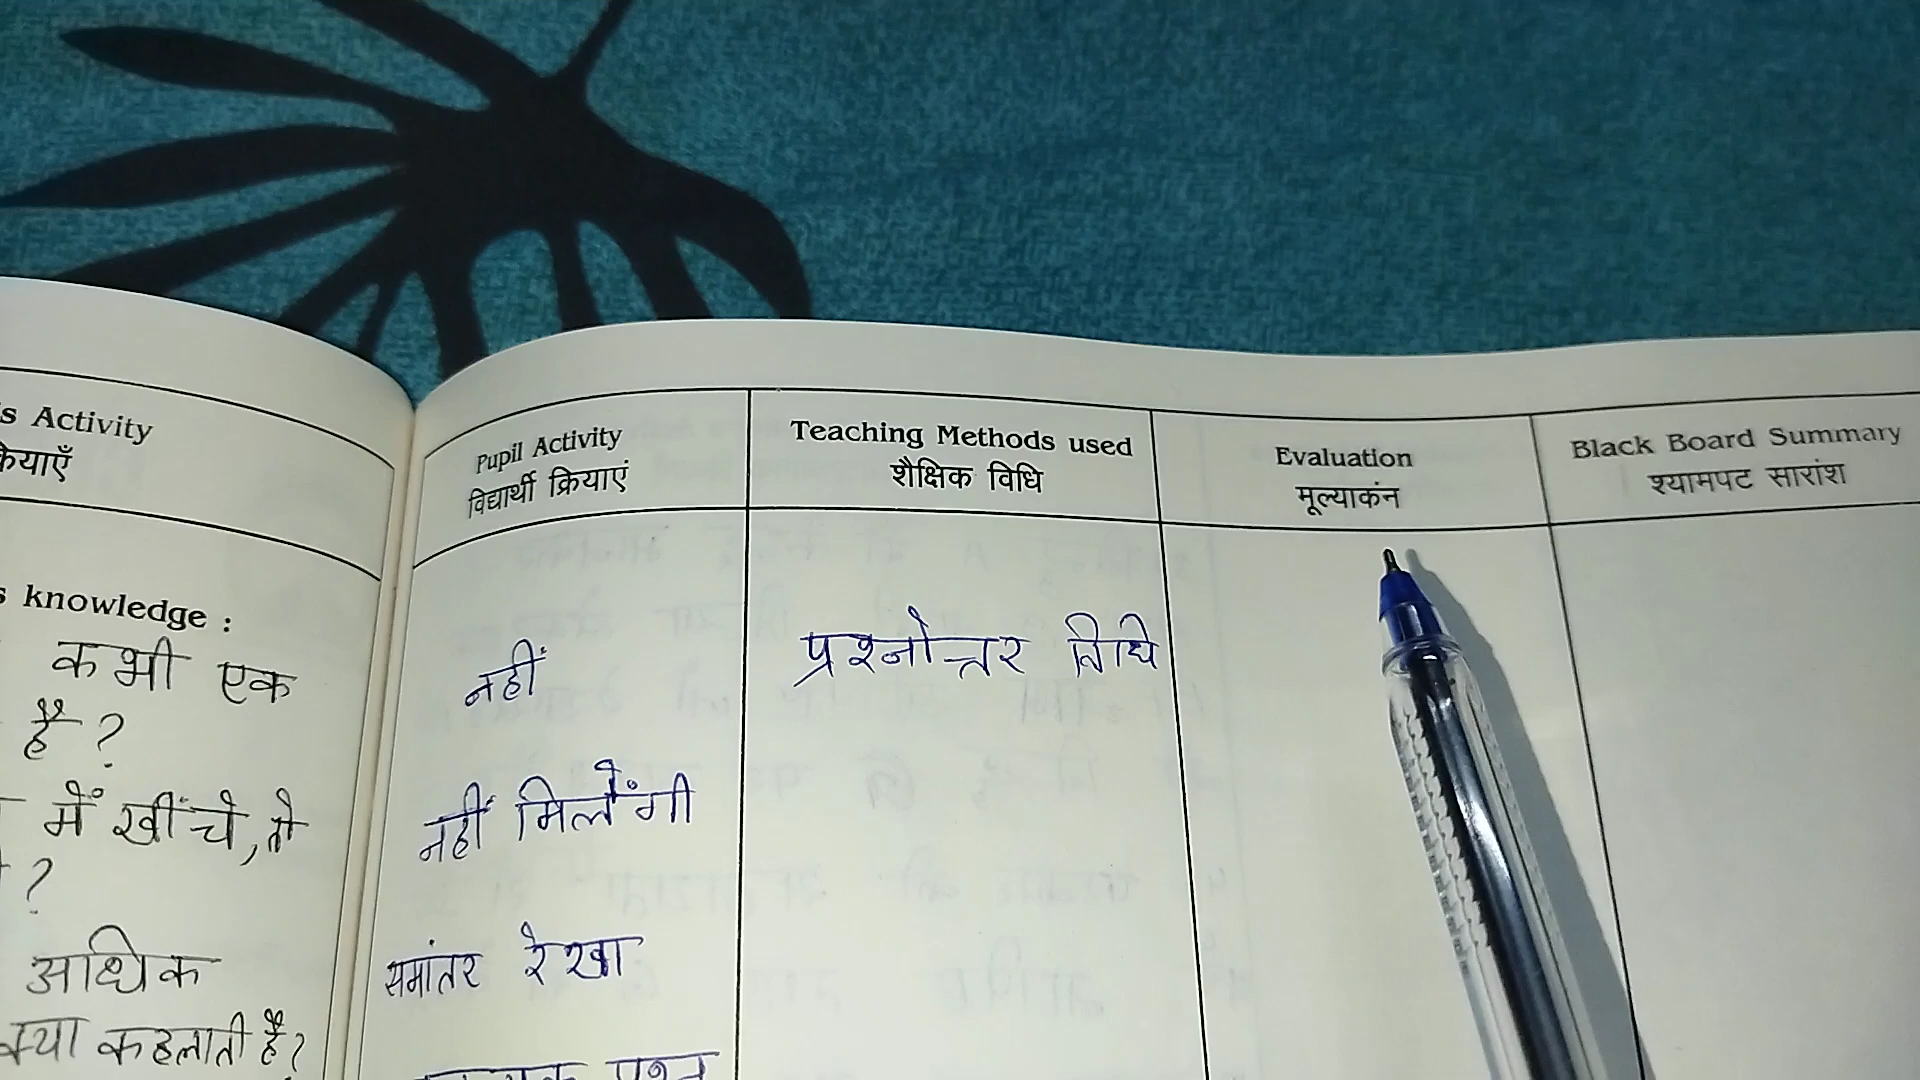 s Activity
क्रियाएँ
Pupil Activity
विद्यार्थी क्रियाएं
Teaching Methods used
शैक्षिक विधि
Evaluation
मूल्याकंन
Black Board Summary
श्यामपट सारांश
s knowledge :
कभी एक
है ?
में खींचे, तो
?
अधिक
क्या कहलाती है ?
नहीं
नहीं मिलेंगी
समांतर रेखा
प्रश्नोत्तर विधि